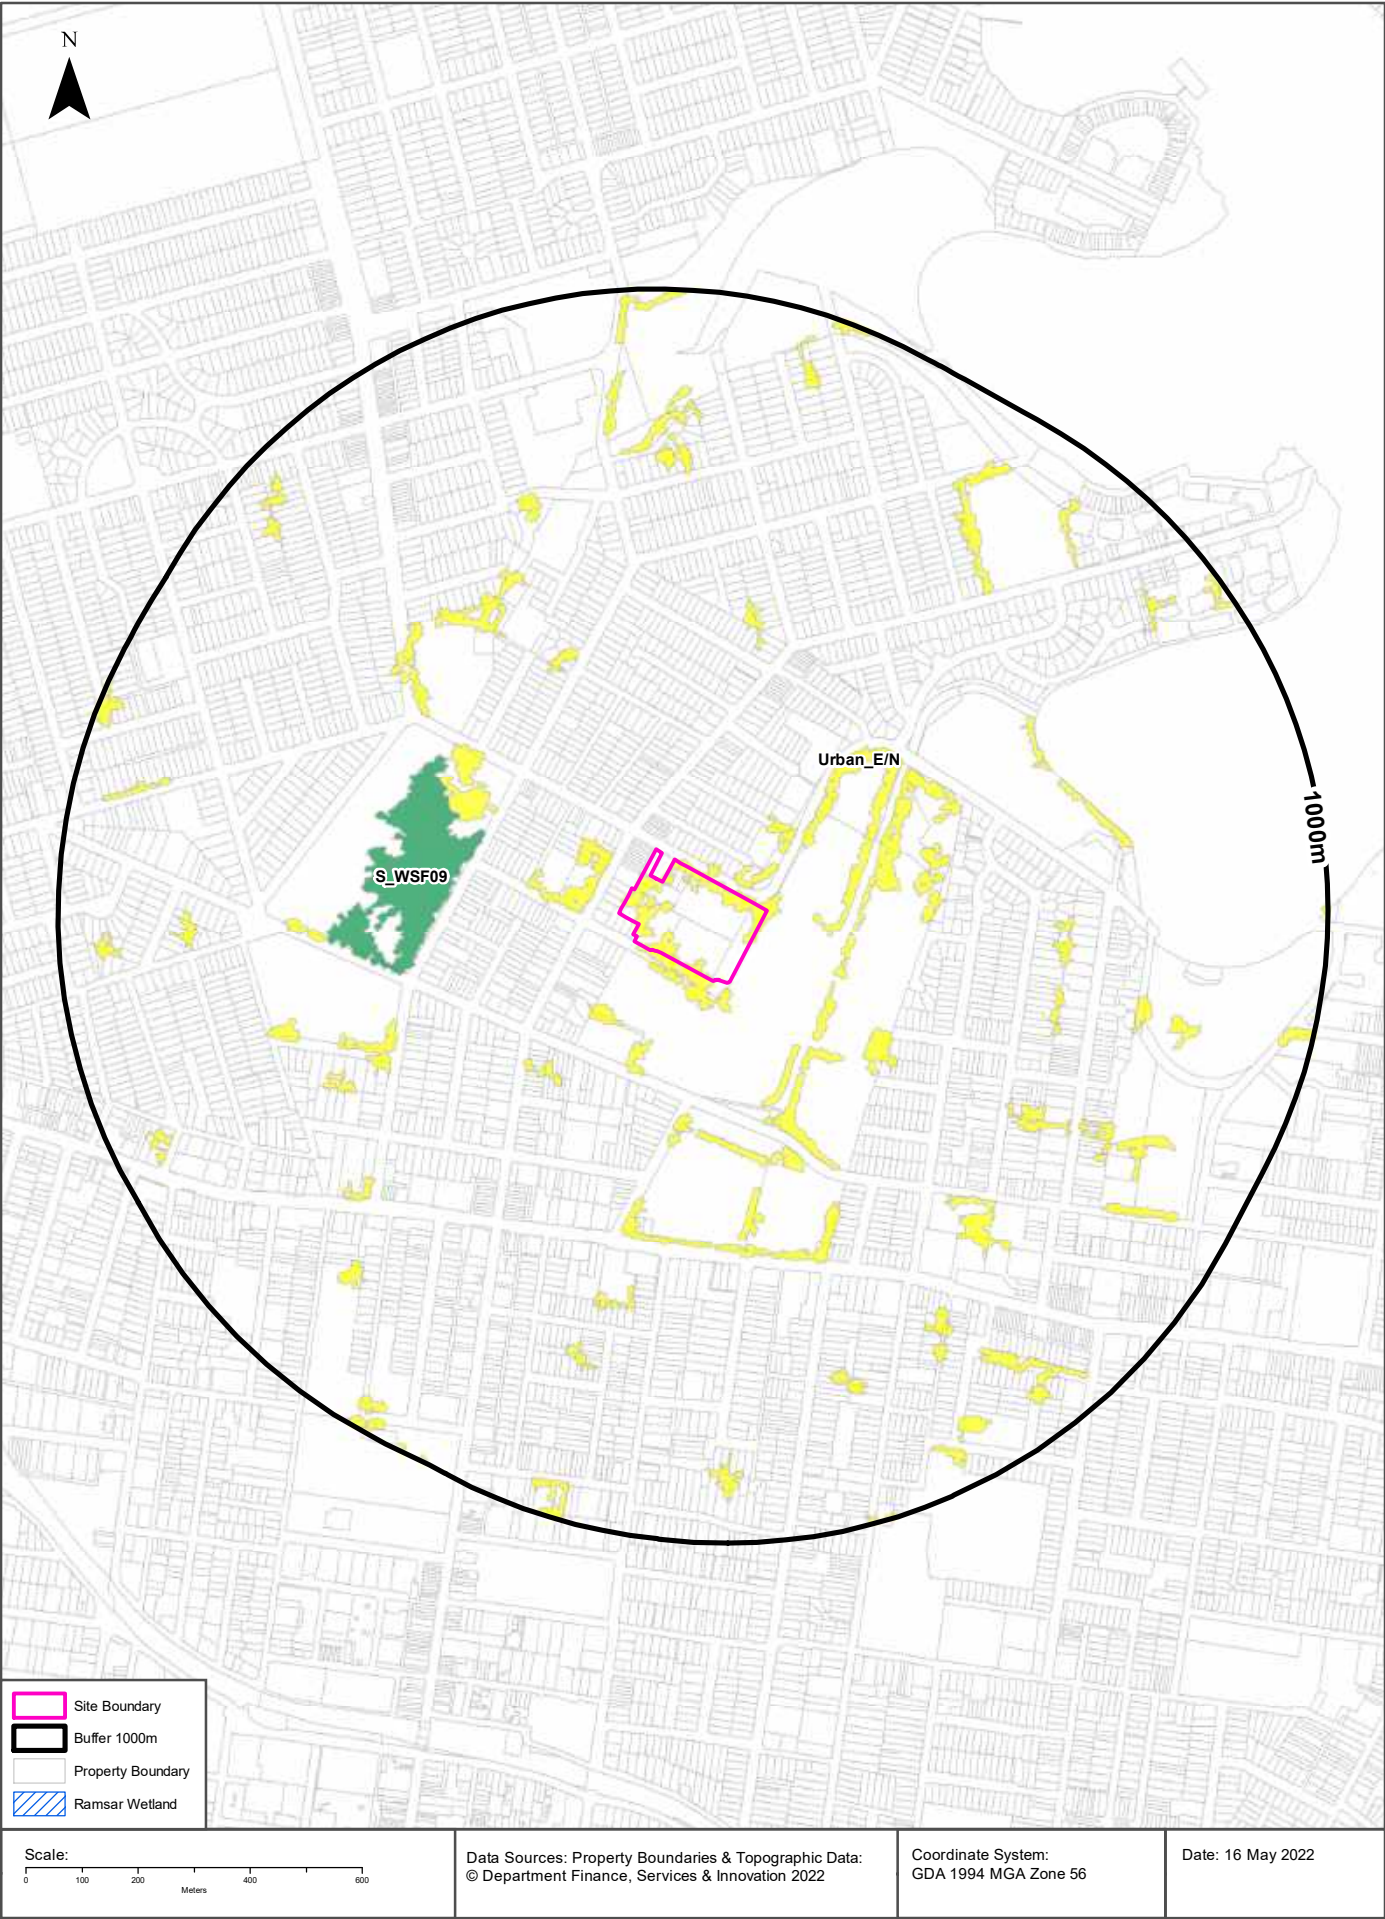 N
Urban_E/N
1000m
S_WSF09
Site Boundary
Buffer 1000m
Property Boundary
Ramsar Wetland
Scale:
0 100 200 400 600
Meters
Data Sources: Property Boundaries & Topographic Data:
© Department Finance, Services & Innovation 2022
Coordinate System:
GDA 1994 MGA Zone 56
Date: 16 May 2022